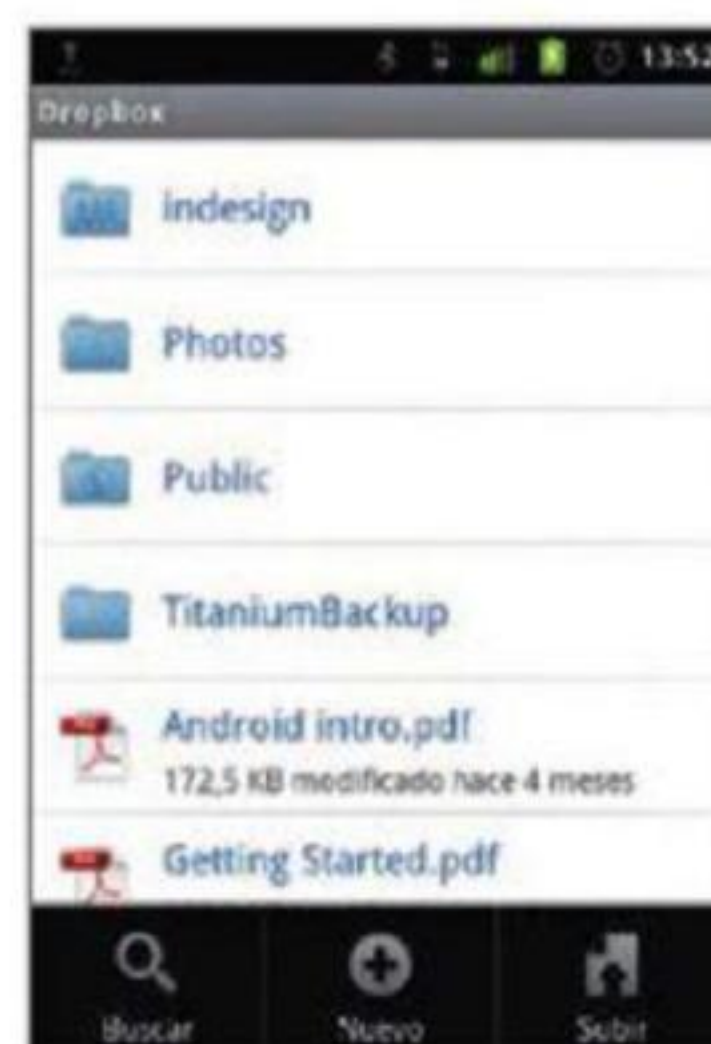 13:52
Dropbox
indesign
Photos
Public
TitaniumBackup
Android intro.pdf
172,5 KB modificado hace 4 meses
Getting Started.pdf
Buscar
Nuevo
Subir